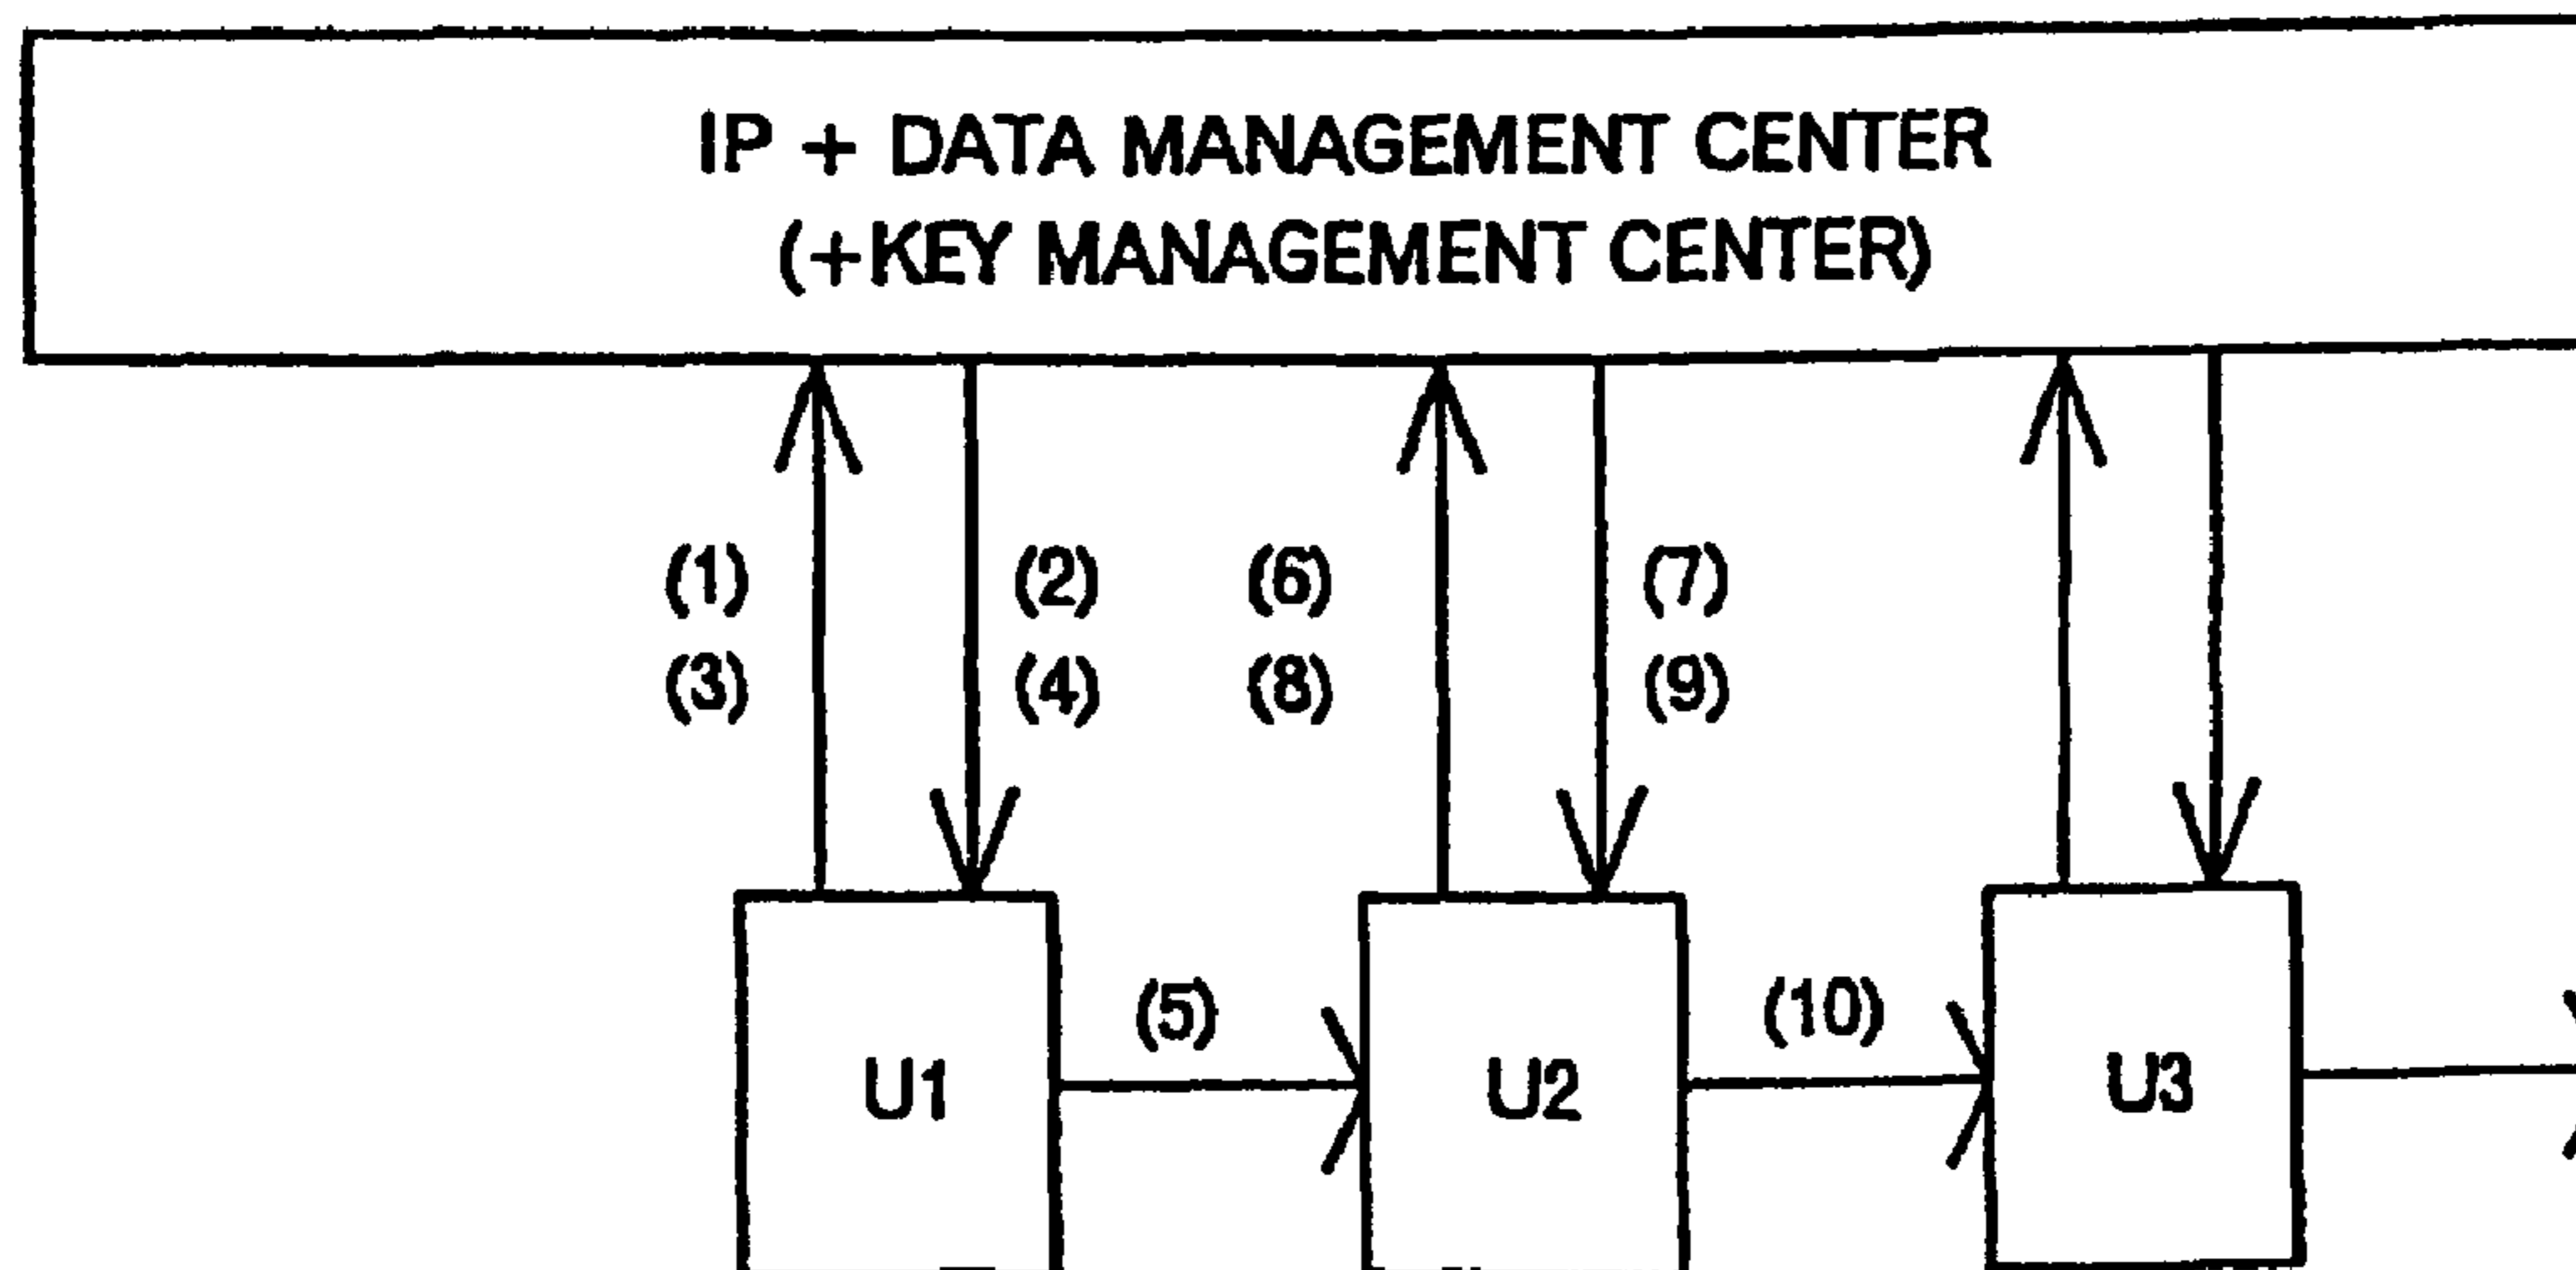 IP + DATA MANAGEMENT CENTER
(+KEY MANAGEMENT CENTER)
(1)
(2)
(6)
(7)
(3)
(4)
(8)
(9)
(5)
(10)
U1
U2
U3